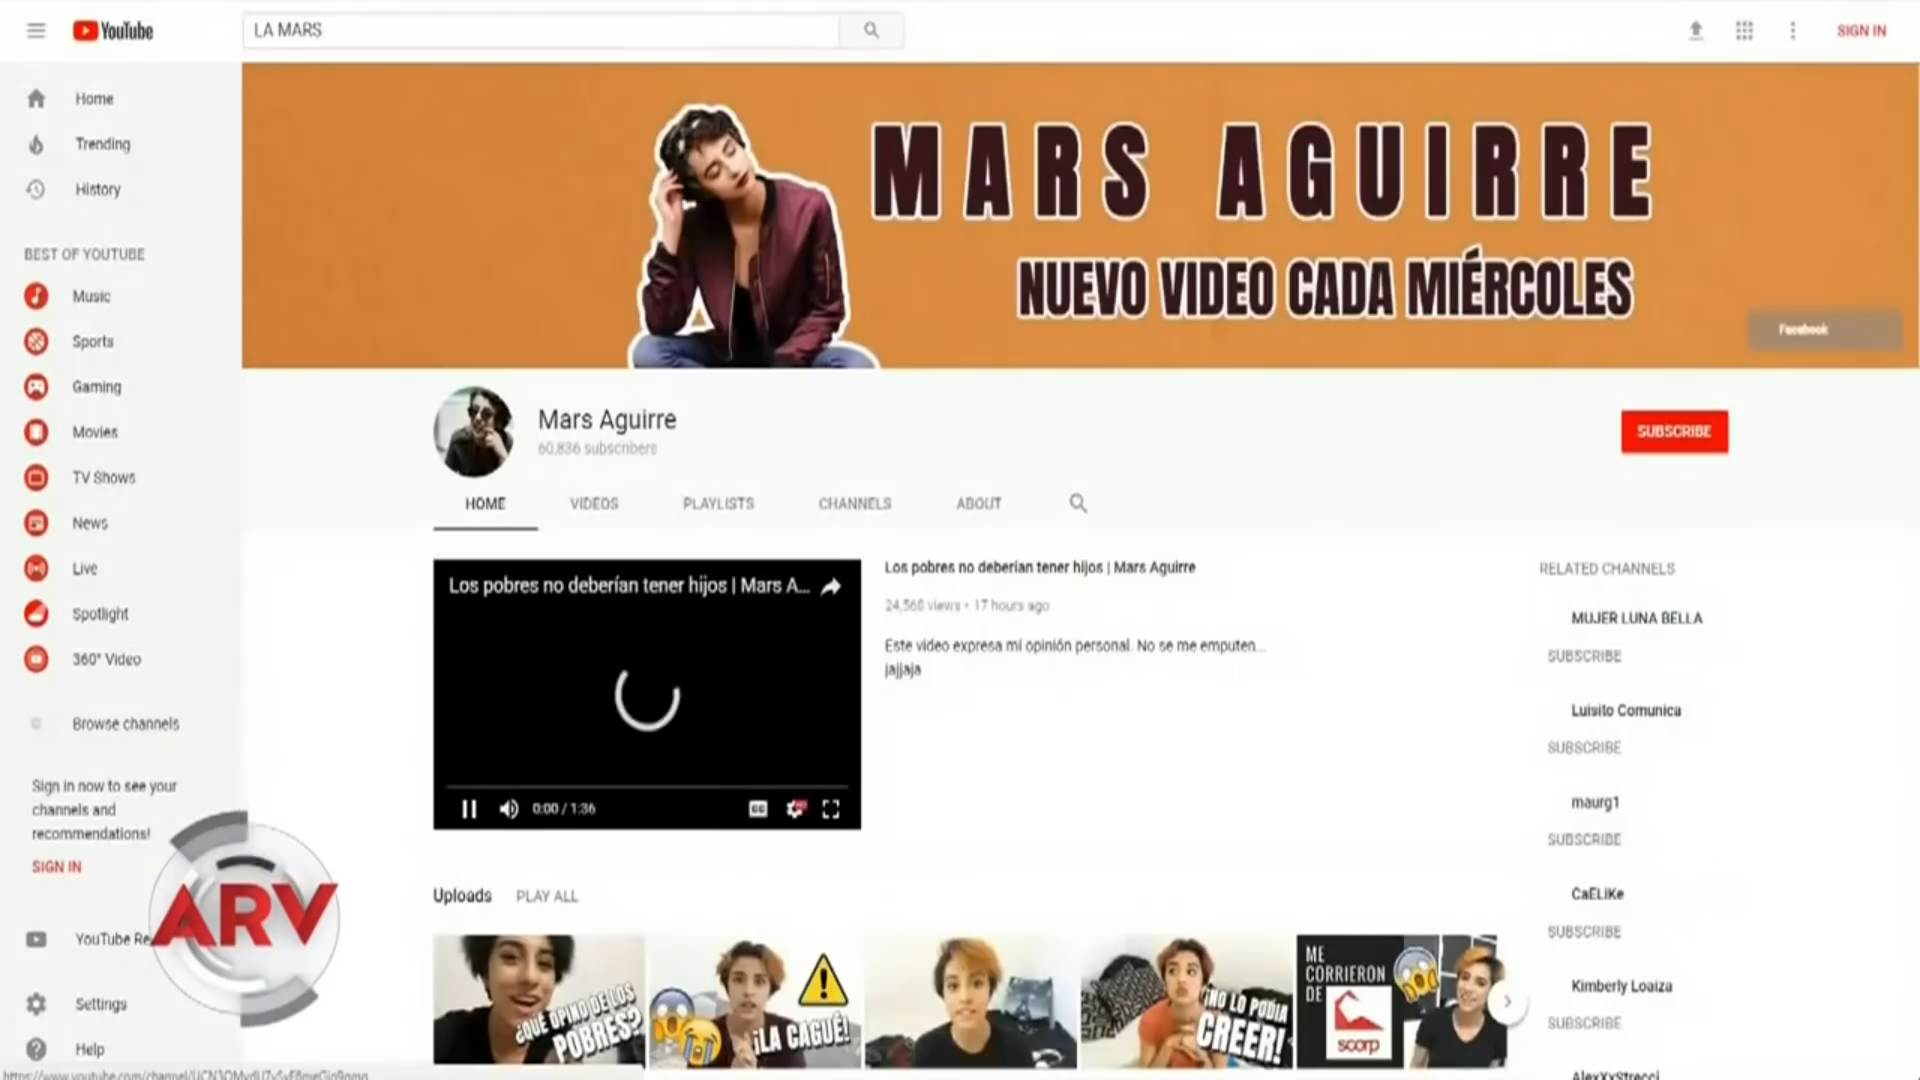 YouTube
LA MARS
SIGN IN
Home
Trending
History
BEST OF YOUTUBE
Music
Sports
Gaming
Movies
TV Shows
News
Live
Spotlight
360° Video
Browse channels
Sign in now to see your
channels and
recommendations!
SIGN IN
YouTube Re
Settings
Help
ARV
MARS AGUIRRE
NUEVO VIDEO CADA MIÉRCOLES
Facebook
Mars Aguirre
60,836 subscribers
SUBSCRIBE
HOME
VIDEOS
PLAYLISTS
CHANNELS
ABOUT
Los pobres no deberían tener hijos | Mars A...
0:00 / 1:36
CC
Los pobres no deberían tener hijos | Mars Aguirre
24,568 views • 17 hours ago
Este video expresa mi opinión personal. No se me emputen...
jajjaja
RELATED CHANNELS
MUJER LUNA BELLA
SUBSCRIBE
Luisito Comunica
SUBSCRIBE
maurg1
SUBSCRIBE
CaELiKe
SUBSCRIBE
Kimberly Loaiza
SUBSCRIBE
AlexXxStrecci
Uploads
PLAY ALL
¿QUÉ OPINO DE LOS
POBRES?
¡LA CAGUÉ!
¡NO LO PODIA
CREER!
ME
CORRIERON
DE
scorp